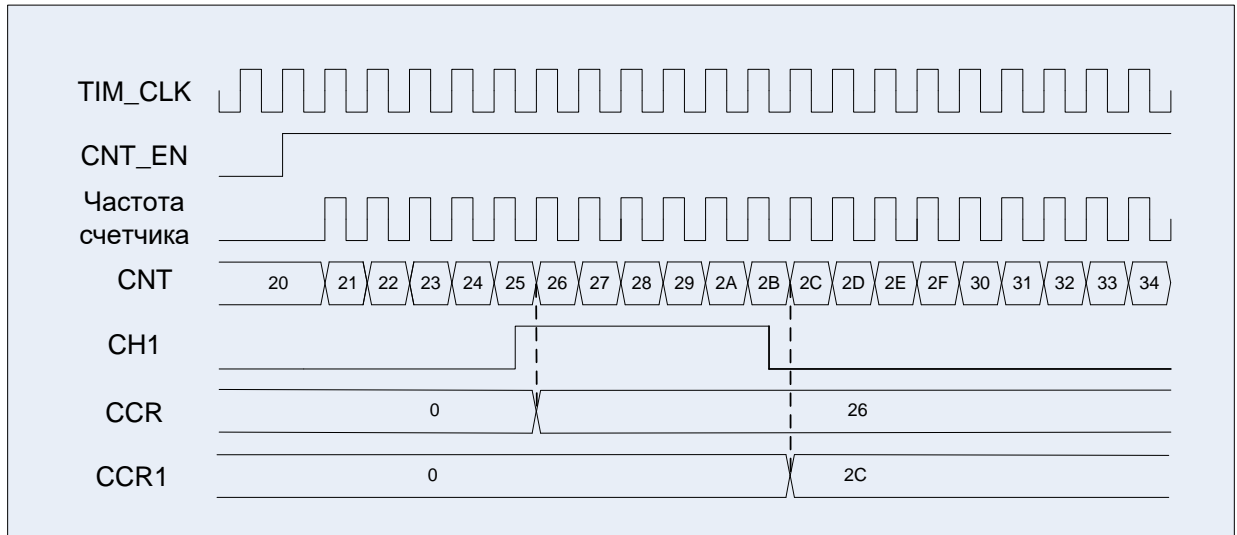 TIM_CLK
CNT_EN
Частота
счетчика
CNT 20 21 22 23 24 25 26 27 28 29 2A 2B 2C 2D 2E 2F 30 31 32 33 34
CH1
CCR 0 26
CCR1 0 2C